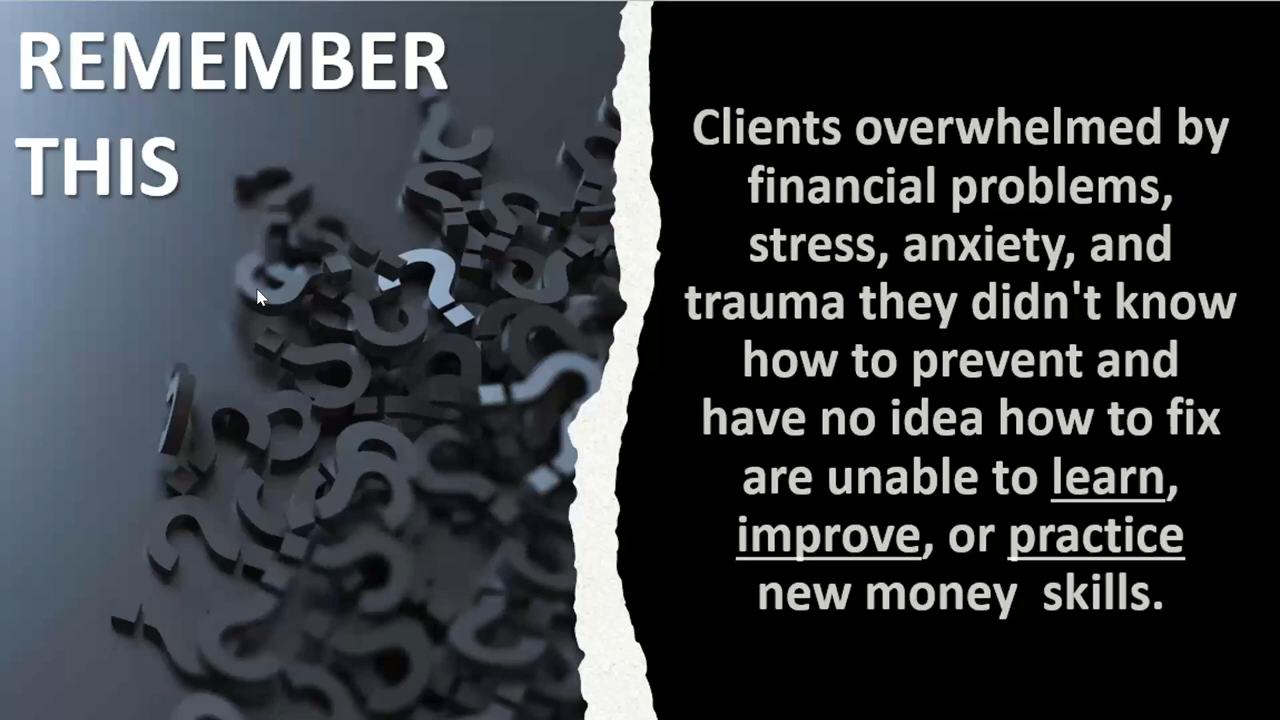 REMEMBER
THIS
Clients overwhelmed by
financial problems,
stress, anxiety, and
trauma they didn't know
how to prevent and
have no idea how to fix
are unable to learn,
improve, or practice
new money  skills.